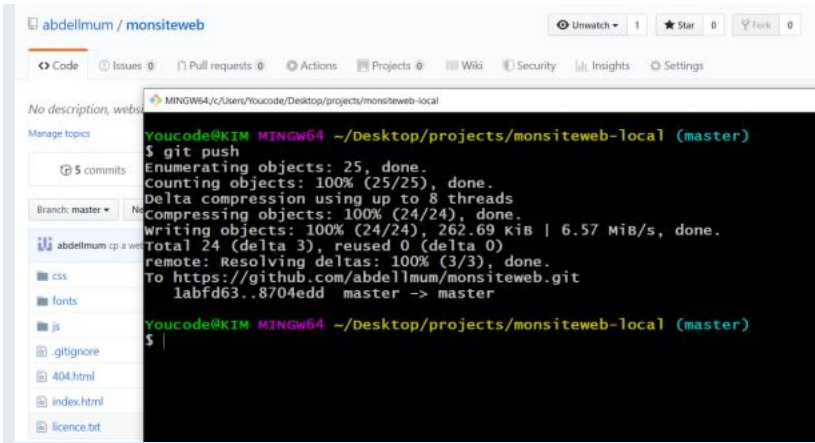 abdellmum / monsiteweb
Unwatch 1 Star 0 Fork 0
Code Issues 0 Pull requests 0 Actions Projects 0 Wiki Security Insights Settings
No description, websi
Manage topics
5 commits
Branch: master Ne
abdellmum cp a wel
css
fonts
js
.gitignore
404.html
index.html
licence.txt
MINGW64:/c/Users/Youcode/Desktop/projects/monsiteweb-local
Youcode@KIM MINGW64 ~/Desktop/projects/monsiteweb-local (master)
$ git push
Enumerating objects: 25, done.
Counting objects: 100% (25/25), done.
Delta compression using up to 8 threads
Compressing objects: 100% (24/24), done.
Writing objects: 100% (24/24), 262.69 KiB | 6.57 MiB/s, done.
Total 24 (delta 3), reused 0 (delta 0)
remote: Resolving deltas: 100% (3/3), done.
To https://github.com/abdellmum/monsiteweb.git
1abfd63..8704edd master -> master
Youcode@KIM MINGW64 ~/Desktop/projects/monsiteweb-local (master)
$